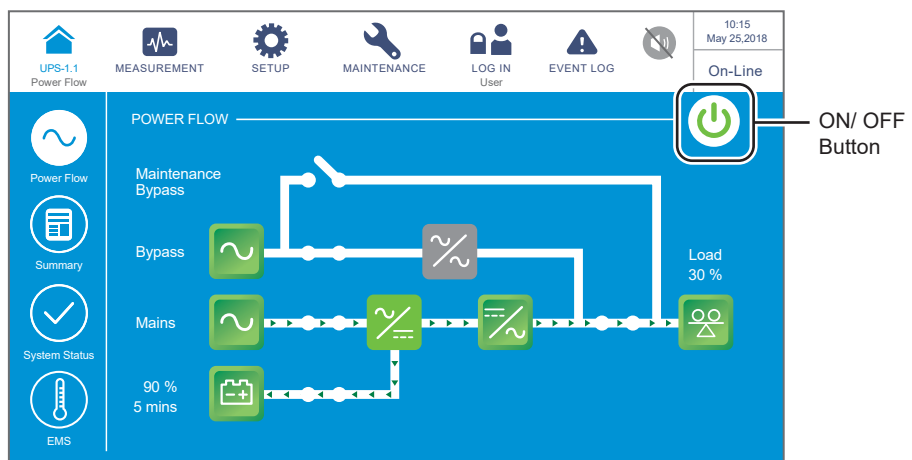 10:15
May 25,2018
On-Line
UPS-1.1
Power Flow
MEASUREMENT
SETUP
MAINTENANCE
LOG IN
User
EVENT LOG
ON/ OFF
Button
POWER FLOW
Power Flow
Summary
System Status
EMS
Maintenance
Bypass
Bypass
Load
30 %
Mains
90 %
5 mins